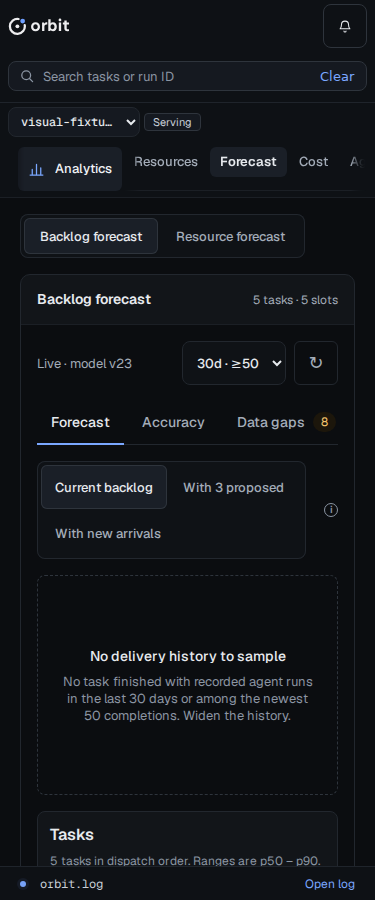 orbit
Search tasks or run ID Clear
visual-fixtu… Serving
Analytics Resources Forecast Cost
Backlog forecast Resource forecast
Backlog forecast 5 tasks · 5 slots
Live · model v23 30d · ≥50 ↻
Forecast Accuracy Data gaps 8
Current backlog With 3 proposed
With new arrivals
No delivery history to sample
No task finished with recorded agent runs
in the last 30 days or among the newest
50 completions. Widen the history.
Tasks
5 tasks in dispatch order. Ranges are p50 – p90.
orbit.log Open log